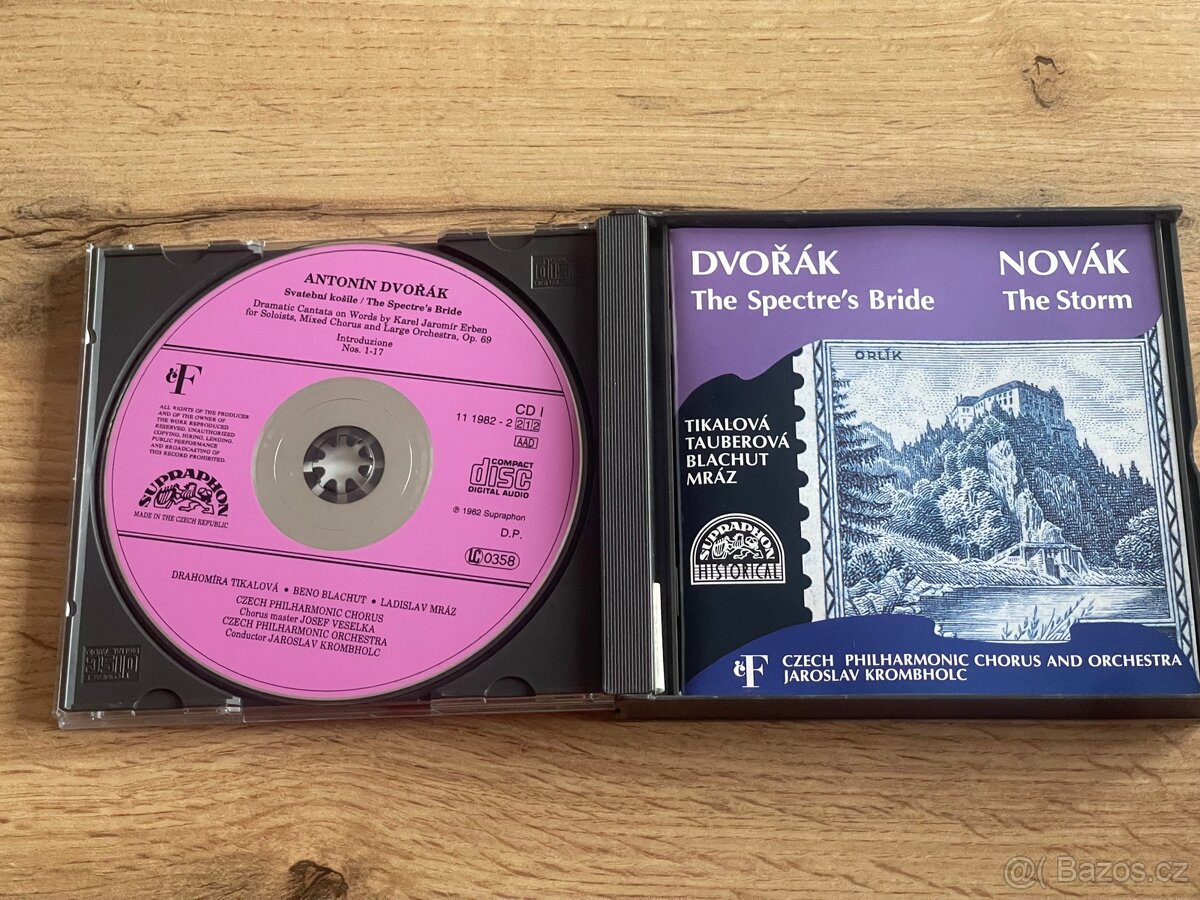 ANTONÍN DVOŘÁK
Svatební košile / The Spectre's Bride
Dramatic Cantata on Words by Karel Jaromír Erben
for Soloists, Mixed Chorus and Large Orchestra, Op. 69
Introduzione
Nos. 1-17
čF
ALL RIGHTS OF THE PRODUCER
AND OF THE OWNER OF
THE WORK REPRODUCED
RESERVED. UNAUTHORIZED
COPYING, HIRING, LENDING,
PUBLIC PERFORMANCE
AND BROADCASTING OF
THIS RECORD PROHIBITED.
SUPRAPHON
MADE IN THE CZECH REPUBLIC
CD I
11 1982 - 2 212
AAD
COMPACT
disc
DIGITAL AUDIO
℗ 1962 Supraphon
D.P.
LC 0358
DRAHOMÍRA TIKALOVÁ • BENO BLACHUT • LADISLAV MRÁZ
CZECH PHILHARMONIC CHORUS
Chorus master JOSEF VESELKA
CZECH PHILHARMONIC ORCHESTRA
Conductor JAROSLAV KROMBHOLC
DVOŘÁK
The Spectre's Bride
NOVÁK
The Storm
ORLÍK
TIKALOVÁ
TAUBEROVÁ
BLACHUT
MRÁZ
SUPRAPHON
HISTORICAL
čF
CZECH PHILHARMONIC CHORUS AND ORCHESTRA
JAROSLAV KROMBHOLC
Bazos.cz